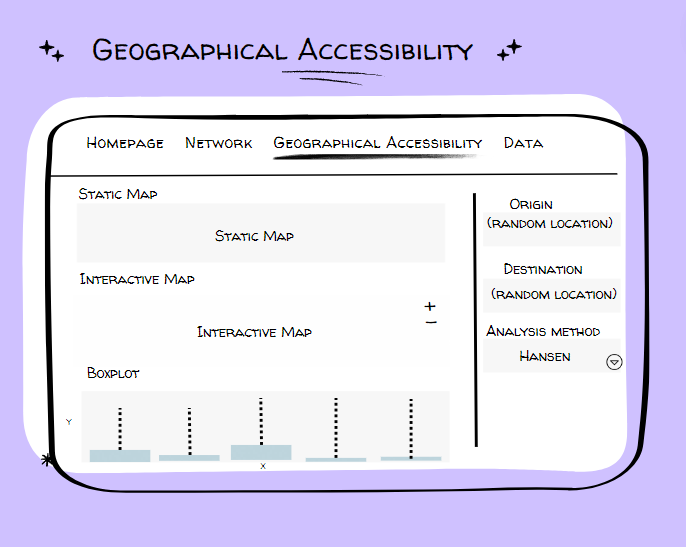 Geographical Accessibility
Homepage Network Geographical Accessibility Data
Static Map
Static Map
Interactive Map
+
−
Interactive Map
Boxplot
Y
X
Origin
(random location)
Destination
(random location)
Analysis method
Hansen